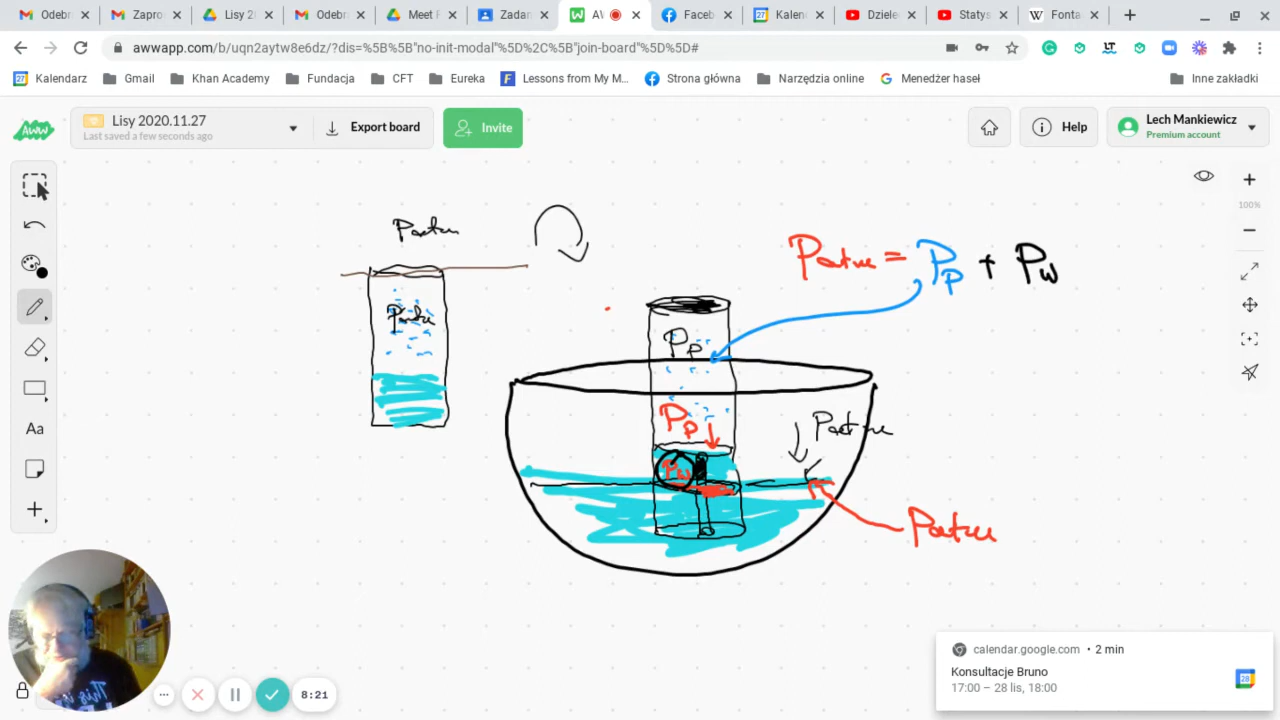 Odebr
Zapro
Lisy 2
Odebr
Meet R
Zadan
AW
Faceb
Kalen
Dziele
Statys
Fonta
awwapp.com/b/uqn2aytw8e6dz/?dis=%5B%5B"no-init-modal"%5D%2C%5B"join-board"%5D%5D#
Kalendarz
Gmail
Khan Academy
Fundacja
CFT
Eureka
Lessons from My M...
Strona główna
Narzędzia online
Menedżer haseł
Inne zakładki
AWW
Lisy 2020.11.27
Last saved a few seconds ago
Export board
Invite
Help
Lech Mankiewicz
Premium account
100%
Aa
Patm
Patm = Pp + Pw
Pp
Pp
Pw
Patm
Patm
8:21
calendar.google.com • 2 min
Konsultacje Bruno
17:00 – 28 lis, 18:00
28